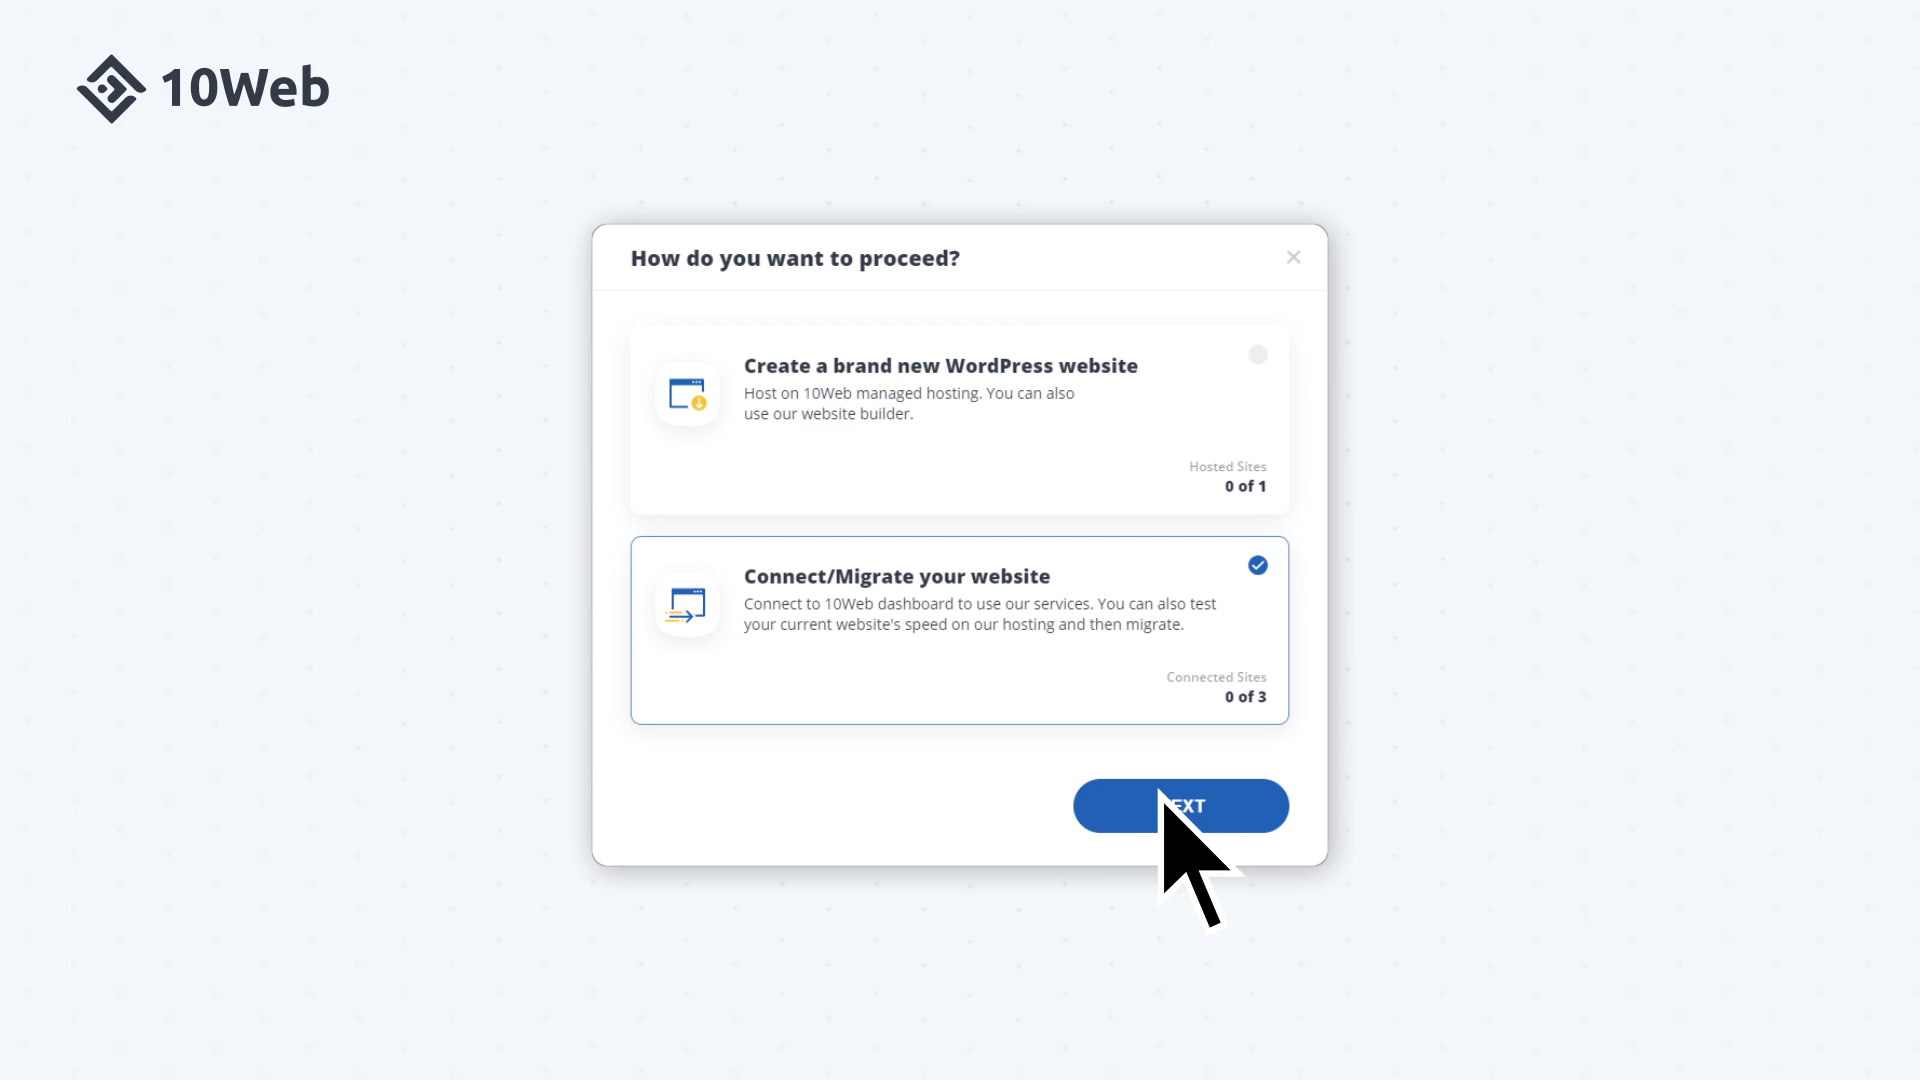 10Web
How do you want to proceed?
Create a brand new WordPress website
Host on 10Web managed hosting. You can also
use our website builder.
Hosted Sites
0 of 1
Connect/Migrate your website
Connect to 10Web dashboard to use our services. You can also test
your current website's speed on our hosting and then migrate.
Connected Sites
0 of 3